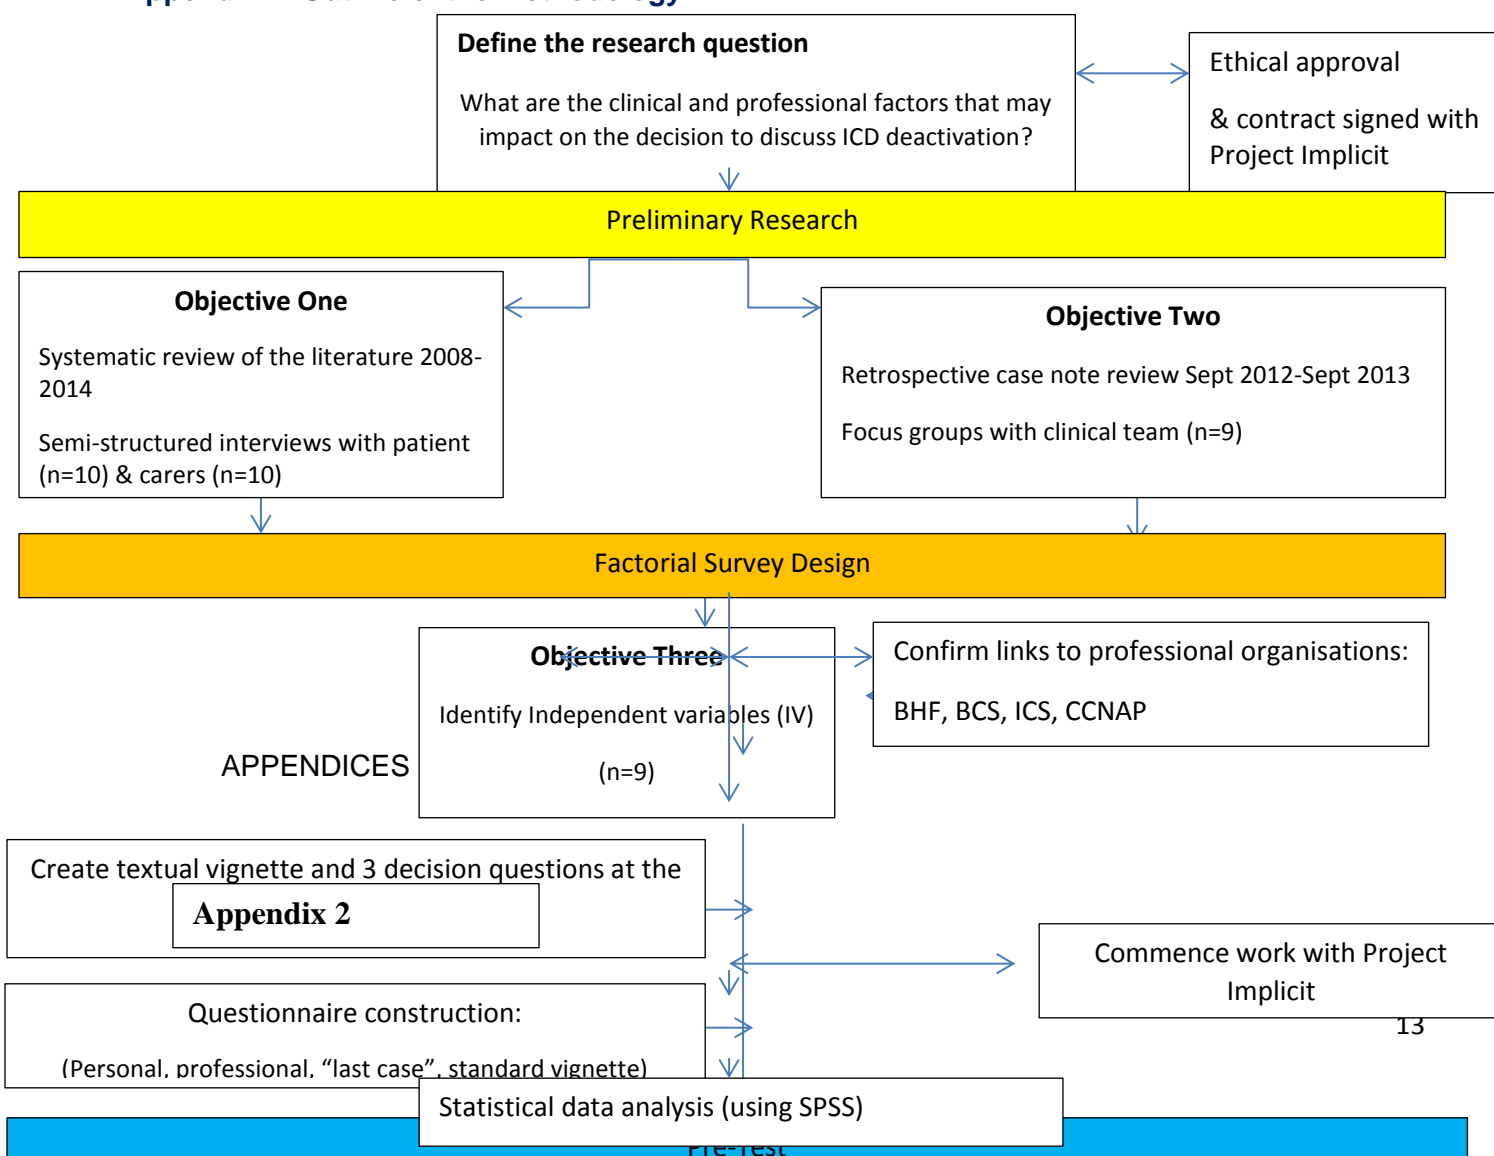 Define the research question
What are the clinical and professional factors that may
impact on the decision to discuss ICD deactivation?
Ethical approval
& contract signed with
Project Implicit
Preliminary Research
Objective One
Systematic review of the literature 2008-
2014
Semi-structured interviews with patient
(n=10) & carers (n=10)
Objective Two
Retrospective case note review Sept 2012-Sept 2013
Focus groups with clinical team (n=9)
Factorial Survey Design
Objective Three
Identify Independent variables (IV)
(n=9)
Confirm links to professional organisations:
BHF, BCS, ICS, CCNAP
APPENDICES
Create textual vignette and 3 decision questions at the
Appendix 2
Commence work with Project
Implicit
13
Questionnaire construction:
(Personal, professional, “last case”, standard vignette)
Statistical data analysis (using SPSS)
Pre-Test